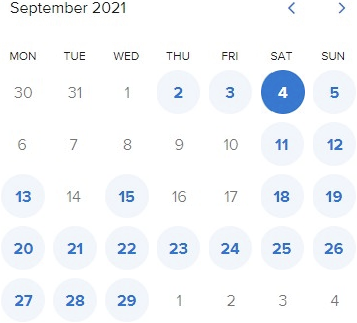 September 2021
MON TUE WED THU FRI SAT SUN
30 31 1 2 3 4 5
6 7 8 9 10 11 12
13 14 15 16 17 18 19
20 21 22 23 24 25 26
27 28 29 1 2 3 4